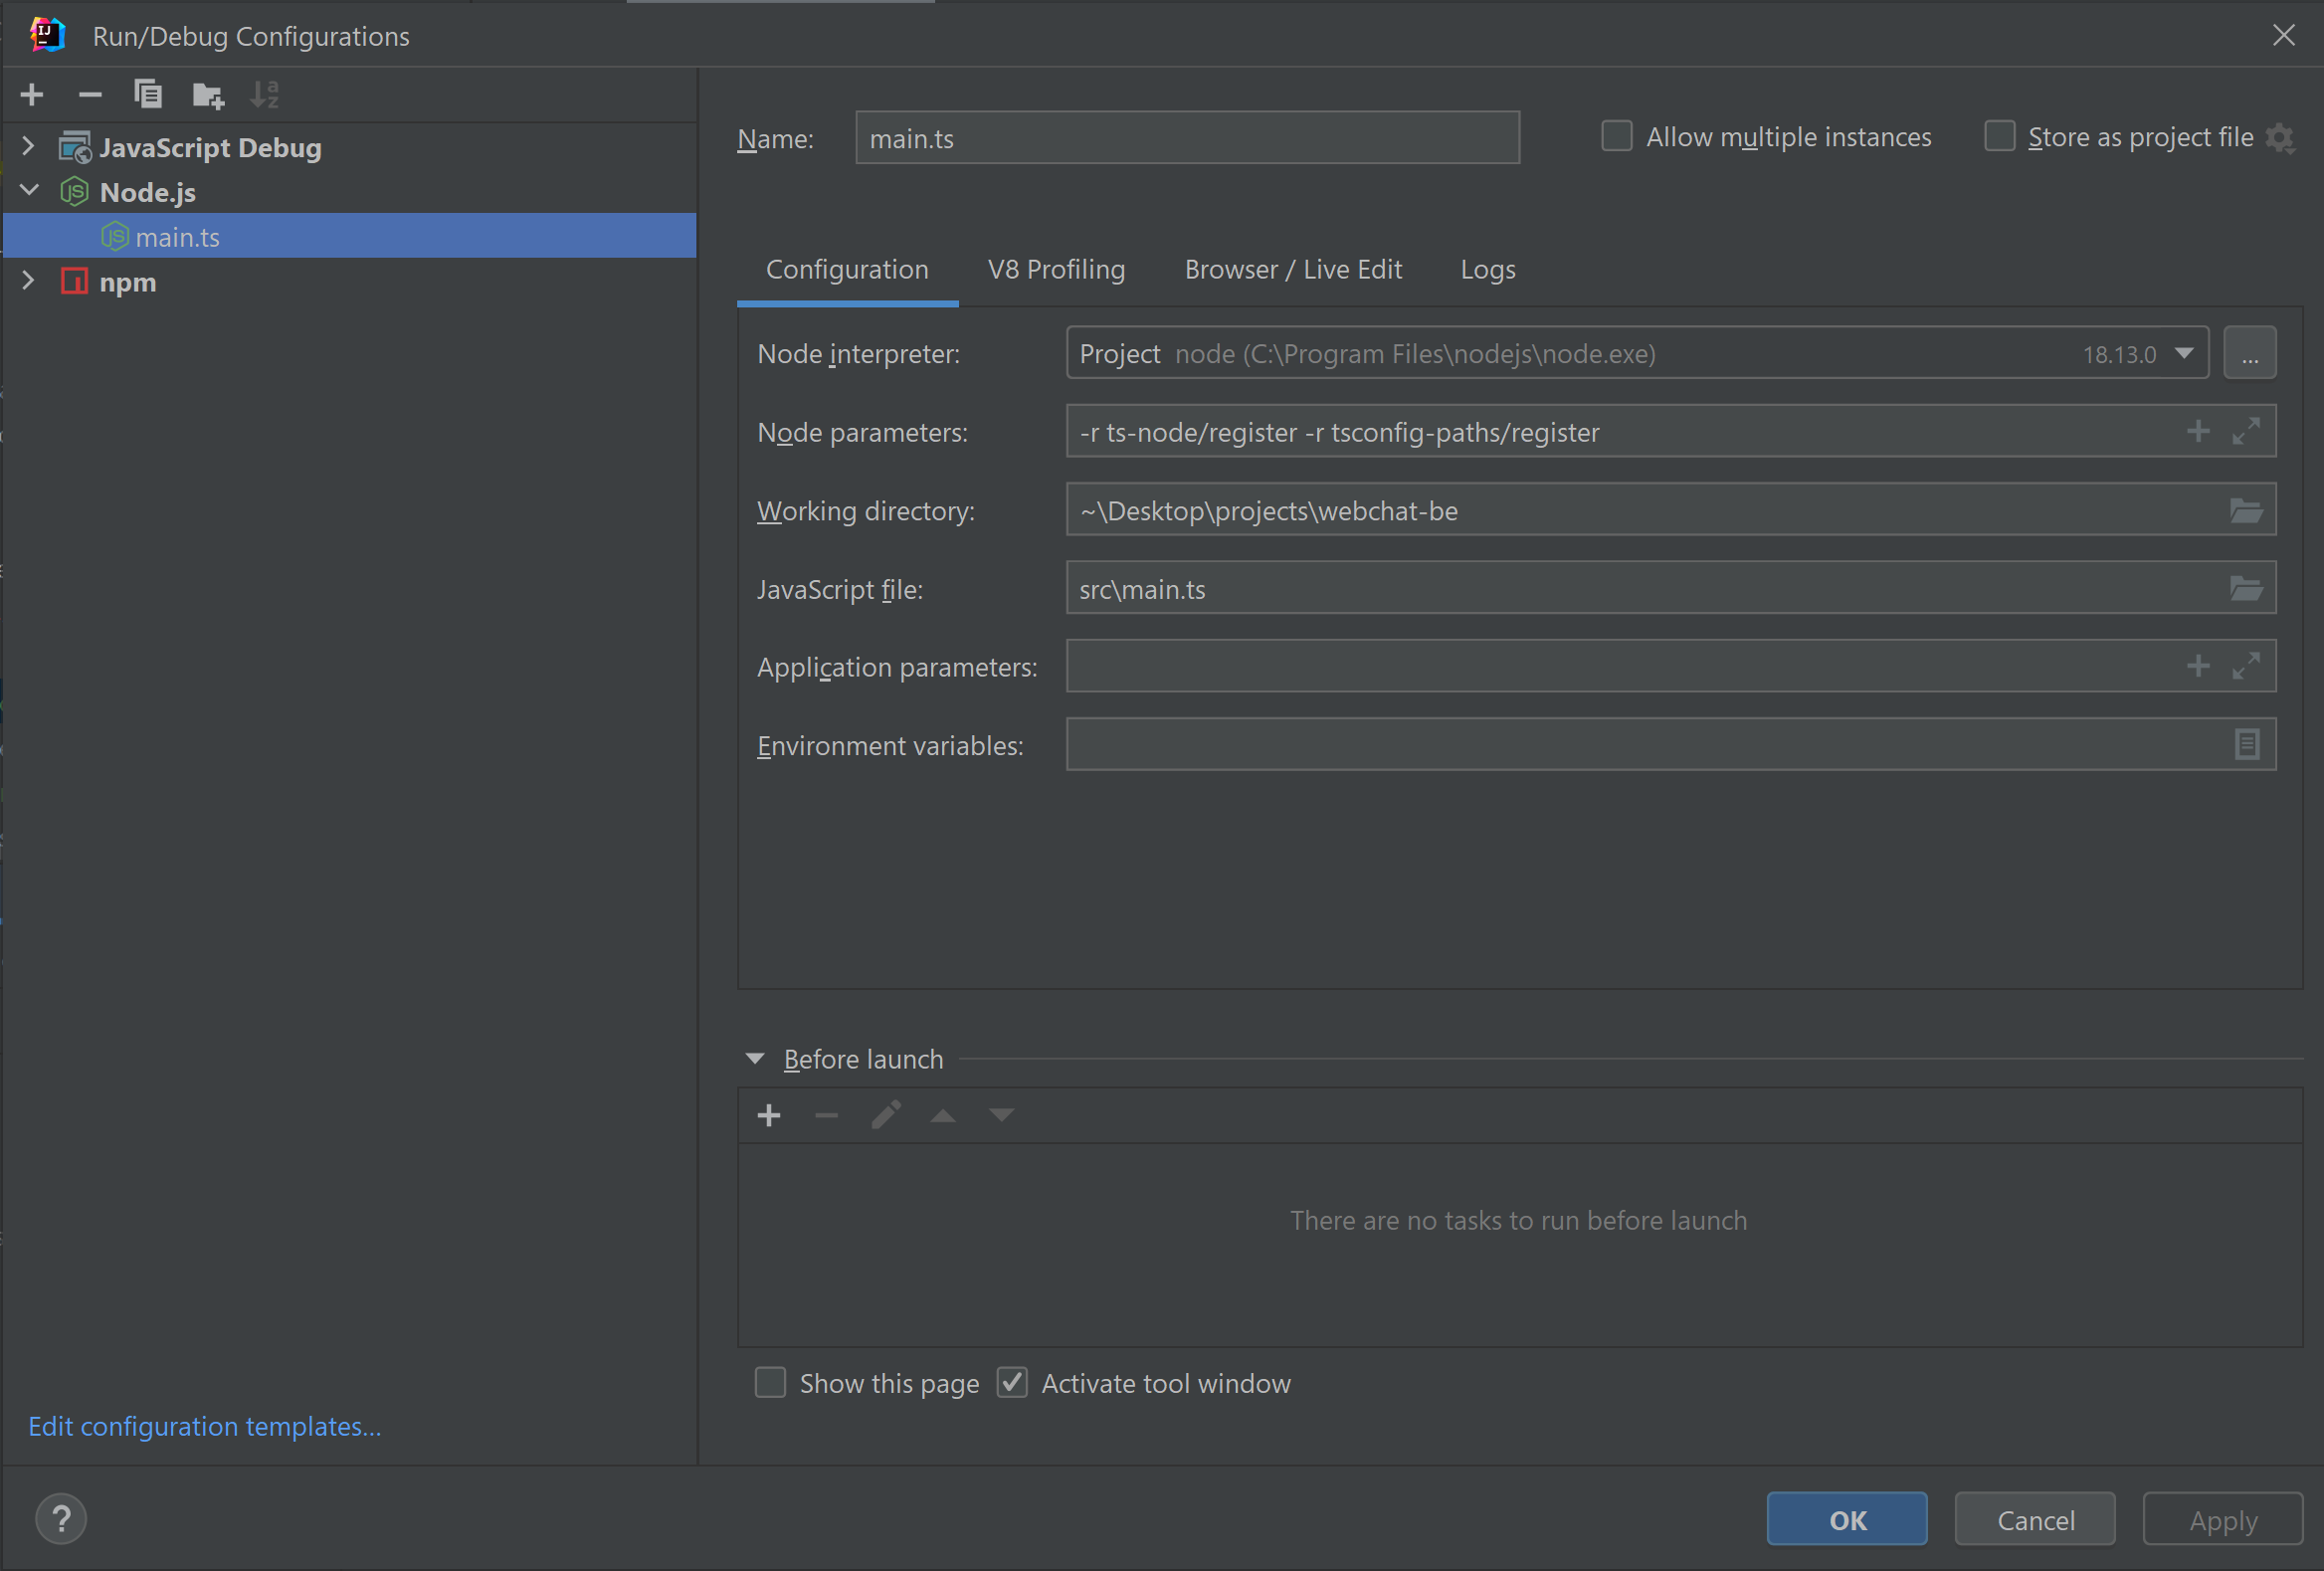 Run/Debug Configurations
JavaScript Debug
Node.js
main.ts
npm
Name: main.ts
Allow multiple instances
Store as project file
Configuration
V8 Profiling
Browser / Live Edit
Logs
Node interpreter: Project node (C:\Program Files\nodejs\node.exe) 18.13.0 ...
Node parameters: -r ts-node/register -r tsconfig-paths/register
Working directory: ~\Desktop\projects\webchat-be
JavaScript file: src\main.ts
Application parameters:
Environment variables:
Before launch
There are no tasks to run before launch
Show this page
Activate tool window
Edit configuration templates...
?
OK
Cancel
Apply